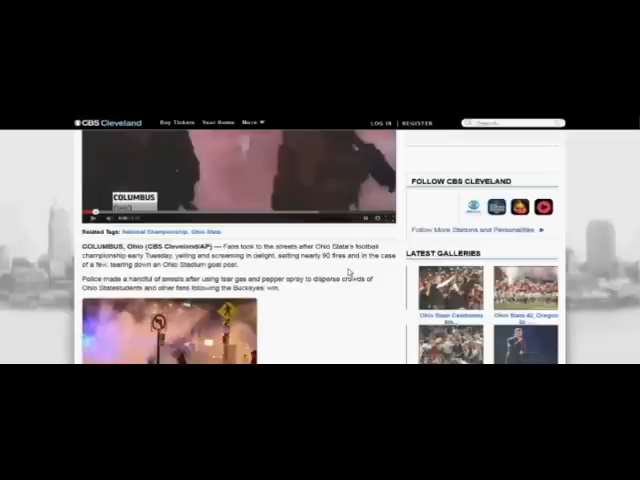 CBS Cleveland
Buy Tickets Your Home More
LOG IN | REGISTER
Search
COLUMBUS
FOLLOW CBS CLEVELAND
Related Tags: National Championship, Ohio State
Follow More Stations and Personalities
COLUMBUS, Ohio (CBS Cleveland/AP) — Fans took to the streets after Ohio State's football
championship early Tuesday, yelling and screaming in delight, setting nearly 90 fires and in the case
of a few, tearing down an Ohio Stadium goal post.
LATEST GALLERIES
Police made a handful of arrests after using tear gas and pepper spray to disperse crowds of
Ohio Statestudents and other fans following the Buckeyes' win.
Ohio State Celebrates
Ohio State 42, Oregon